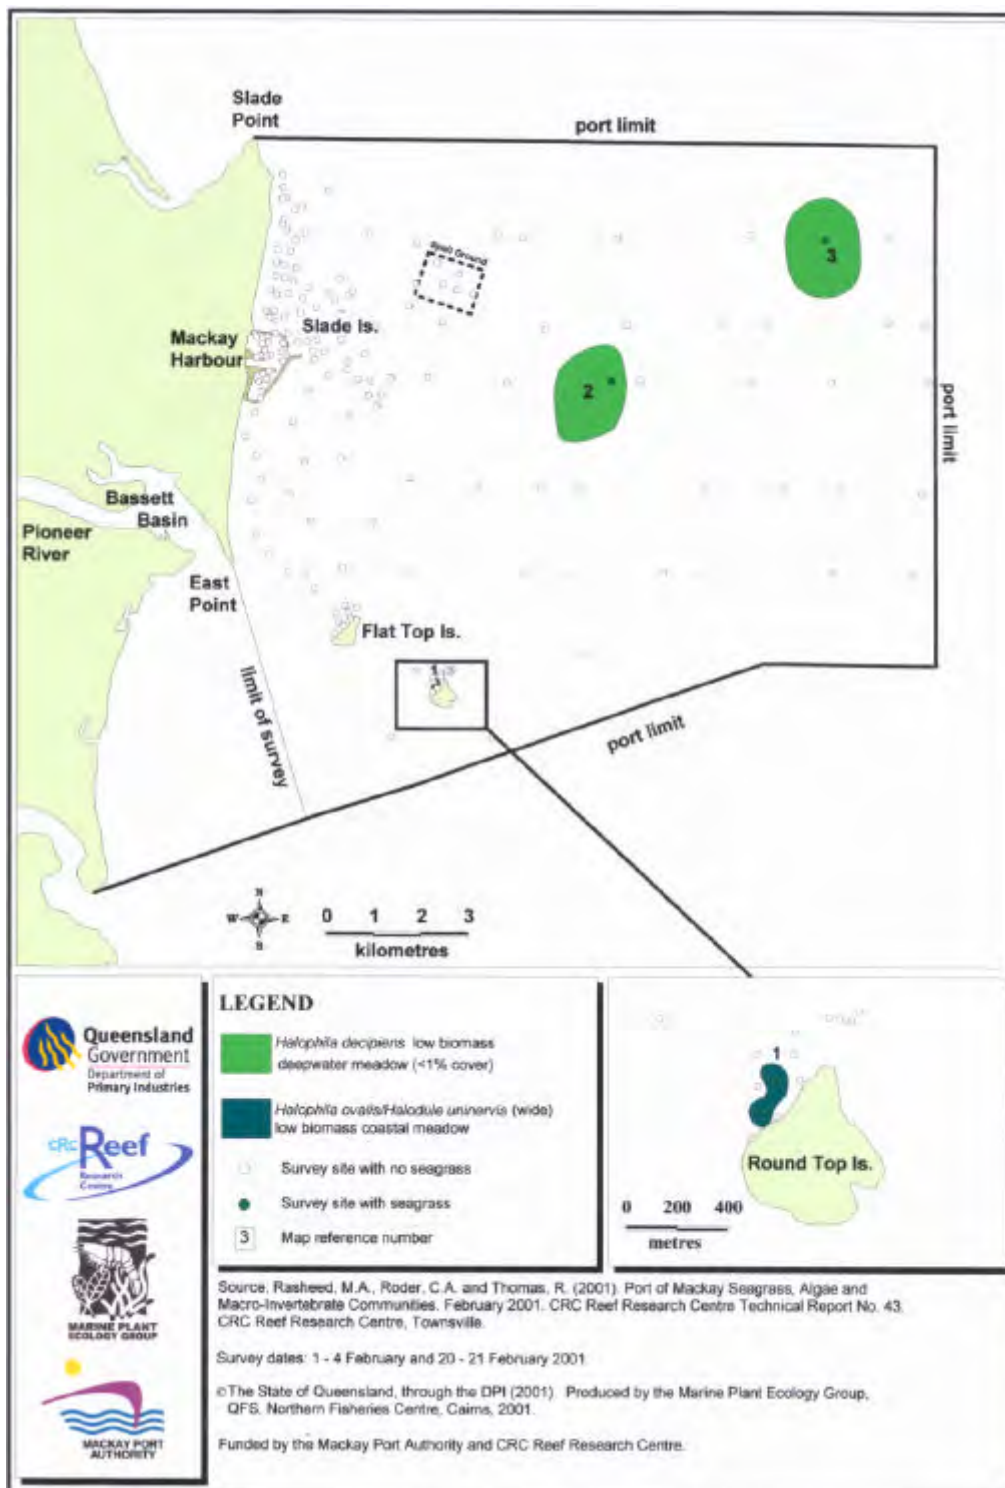 Slade
Point
port limit
Spoil Ground
3
Slade Is.
Mackay
Harbour
2
port limit
Bassett
Basin
Pioneer
River
East
Point
Flat Top Is.
1
limit of survey
port limit
N
W E
S
0 1 2 3
kilometres
Queensland
Government
Department of
Primary Industries
CRC Reef
Research
Centre
MARINE PLANT
ECOLOGY GROUP
MACKAY PORT
AUTHORITY
LEGEND
Halophila decipiens low biomass
deepwater meadow (<1% cover)
Halophila ovalis/Halodule uninervis (wide)
low biomass coastal meadow
Survey site with no seagrass
Survey site with seagrass
3 Map reference number
1
Round Top Is.
0 200 400
metres
Source, Rasheed, M.A., Roder, C.A. and Thomas, R. (2001). Port of Mackay Seagrass, Algae and
Macro-Invertebrate Communities. February 2001. CRC Reef Research Centre Technical Report No. 43.
CRC Reef Research Centre, Townsville.
Survey dates: 1 - 4 February and 20 - 21 February 2001
©The State of Queensland, through the DPI (2001). Produced by the Marine Plant Ecology Group,
QFS, Northern Fisheries Centre, Cairns, 2001.
Funded by the Mackay Port Authority and CRC Reef Research Centre.